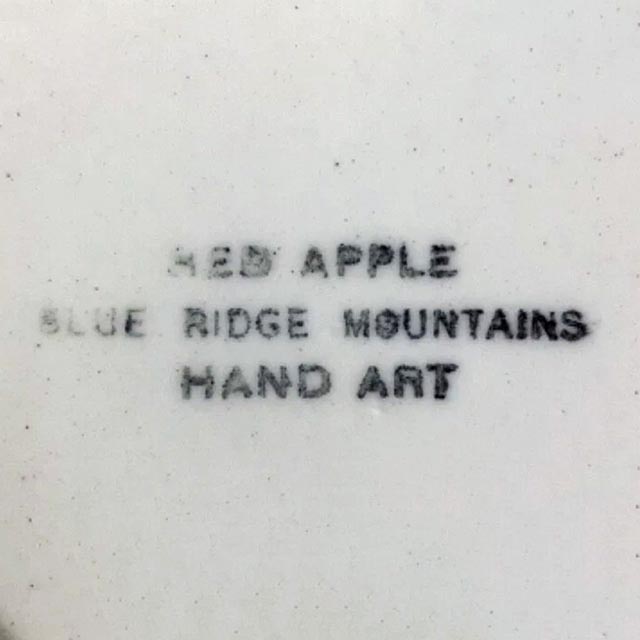 RED APPLE
BLUE RIDGE MOUNTAINS
HAND ART